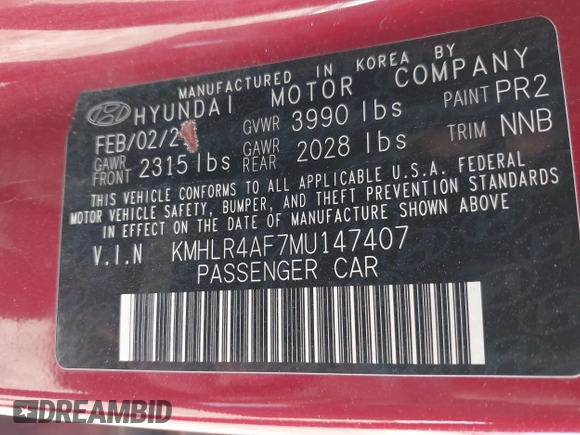 MANUFACTURED IN KOREA BY
HYUNDAI MOTOR COMPANY
FEB/02/2 GVWR 3990 lbs PAINT PR2
GAWR FRONT 2315 lbs GAWR REAR 2028 lbs TRIM NNB
THIS VEHICLE CONFORMS TO ALL APPLICABLE U.S.A. FEDERAL
MOTOR VEHICLE SAFETY, BUMPER, AND THEFT PREVENTION STANDARDS
IN EFFECT ON THE DATE OF MANUFACTURE SHOWN ABOVE
V.I.N KMHLR4AF7MU147407
PASSENGER CAR
DREAMBID